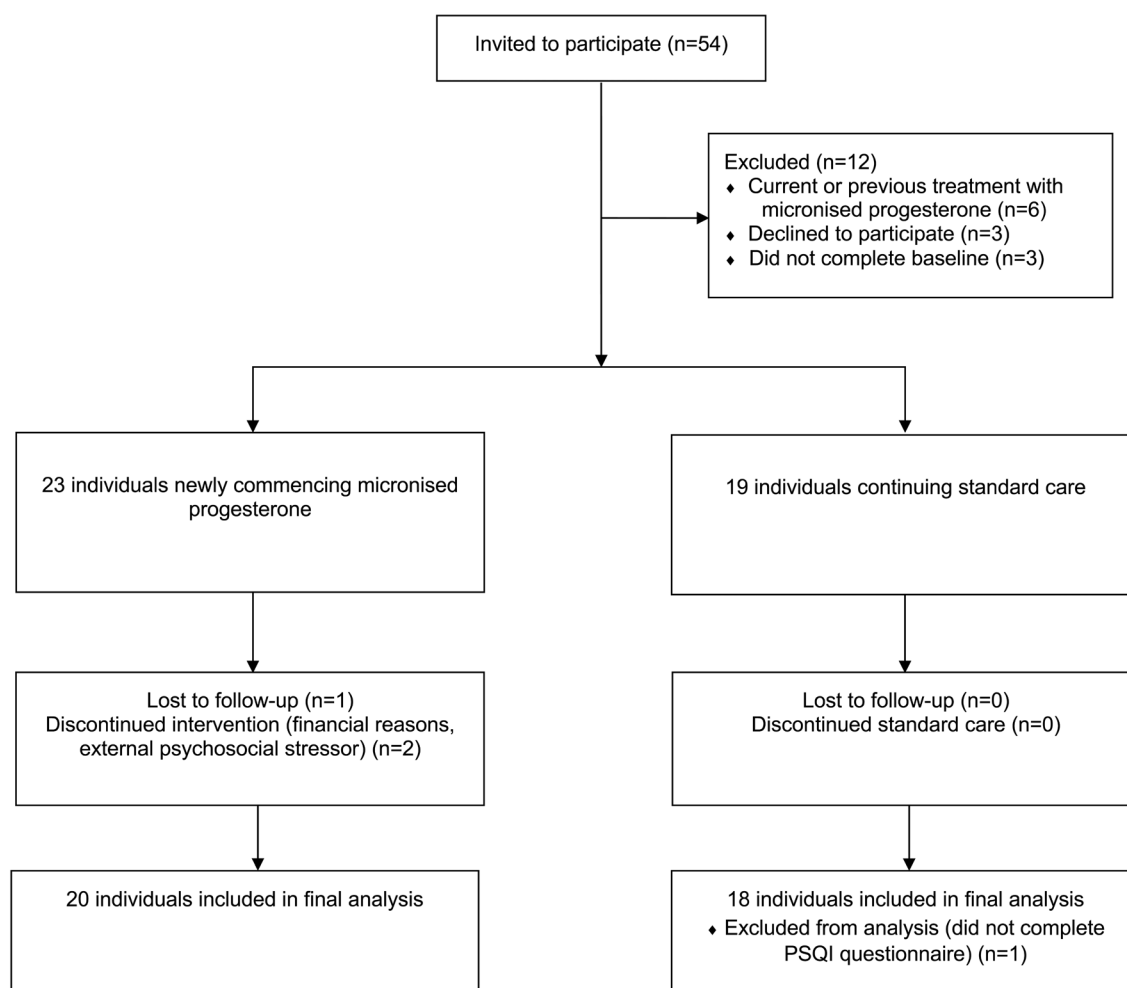 Invited to participate (n=54)
Excluded (n=12)
♦ Current or previous treatment with
micronised progesterone (n=6)
♦ Declined to participate (n=3)
♦ Did not complete baseline (n=3)
23 individuals newly commencing micronised
progesterone
19 individuals continuing standard care
Lost to follow-up (n=1)
Discontinued intervention (financial reasons,
external psychosocial stressor) (n=2)
Lost to follow-up (n=0)
Discontinued standard care (n=0)
20 individuals included in final analysis
18 individuals included in final analysis
♦ Excluded from analysis (did not complete
PSQI questionnaire) (n=1)